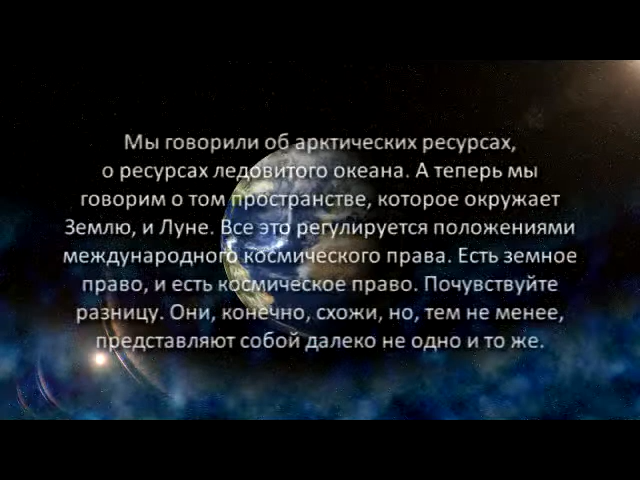 Мы говорили об арктических ресурсах,
о ресурсах ледовитого океана. А теперь мы
говорим о том пространстве, которое окружает
Землю, и Луне. Все это регулируется положениями
международного космического права. Есть земное
право, и есть космическое право. Почувствуйте
разницу. Они, конечно, схожи, но, тем не менее,
представляют собой далеко не одно и то же.